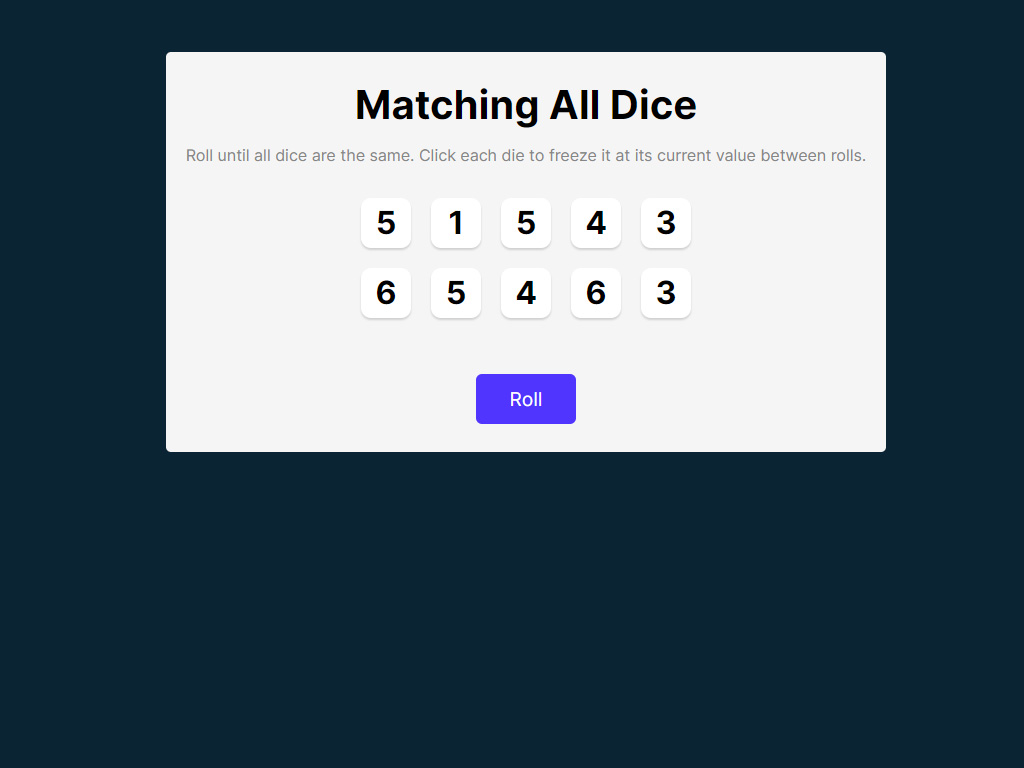 Matching All Dice
Roll until all dice are the same. Click each die to freeze it at its current value between rolls.
5 1 5 4 3
6 5 4 6 3
Roll